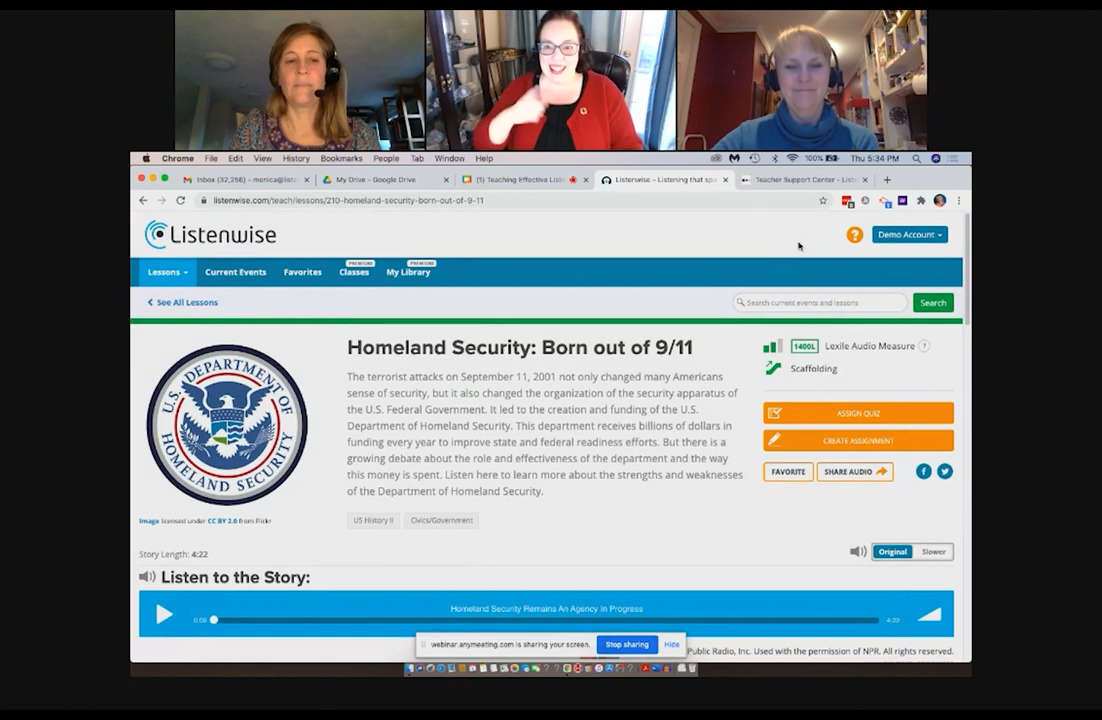 Chrome File Edit View History Bookmarks People Tab Window Help 100% Thu 5:34 PM
Inbox (32,256) - monica@liste
My Drive - Google Drive
(1) Teaching Effective Liste
Listenwise - Listening that spa
Teacher Support Center - Liste
listenwise.com/teach/lessons/210-homeland-security-born-out-of-9-11
Listenwise
? Demo Account
PREMIUM PREMIUM
Lessons Current Events Favorites Classes My Library
See All Lessons
Search current events and lessons Search
U.S. DEPARTMENT OF
HOMELAND SECURITY
Homeland Security: Born out of 9/11
The terrorist attacks on September 11, 2001 not only changed many Americans
sense of security, but it also changed the organization of the security apparatus of
the U.S. Federal Government. It led to the creation and funding of the U.S.
Department of Homeland Security. This department receives billions of dollars in
funding every year to improve state and federal readiness efforts. But there is a
growing debate about the role and effectiveness of the department and the way
this money is spent. Listen here to learn more about the strengths and weaknesses
of the Department of Homeland Security.
1400L Lexile Audio Measure ?
Scaffolding
ASSIGN QUIZ
CREATE ASSIGNMENT
FAVORITE SHARE AUDIO
Image licensed under CC BY 2.0 from Flickr
US History II Civics/Government
Story Length: 4:22
Original Slower
Listen to the Story:
Homeland Security Remains An Agency In Progress
0:00 4:22
webinar.anymeeting.com is sharing your screen. Stop sharing Hide
Public Radio, Inc. Used with the permission of NPR. All rights reserved.